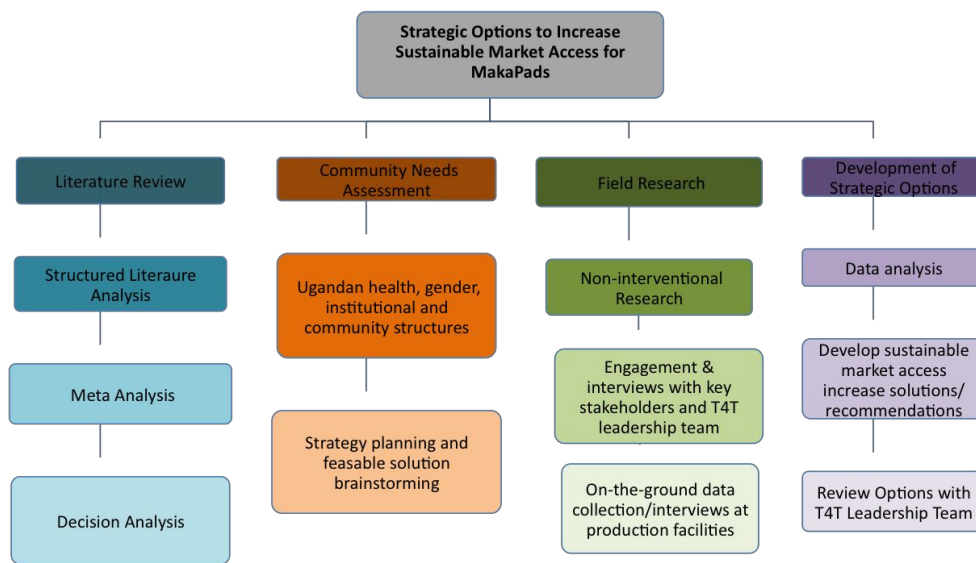 Strategic Options to Increase
Sustainable Market Access for
MakaPads
Literature Review
Structured Literaure
Analysis
Meta Analysis
Decision Analysis
Community Needs
Assessment
Ugandan health, gender,
institutional and
community structures
Strategy planning and
feasable solution
brainstorming
Field Research
Non-interventional
Research
Engagement &
interviews with key
stakeholders and T4T
leadership team
On-the-ground data
collection/interviews at
production facilities
Development of
Strategic Options
Data analysis
Develop sustainable
market access
increase solutions/
recommendations
Review Options with
T4T Leadership Team